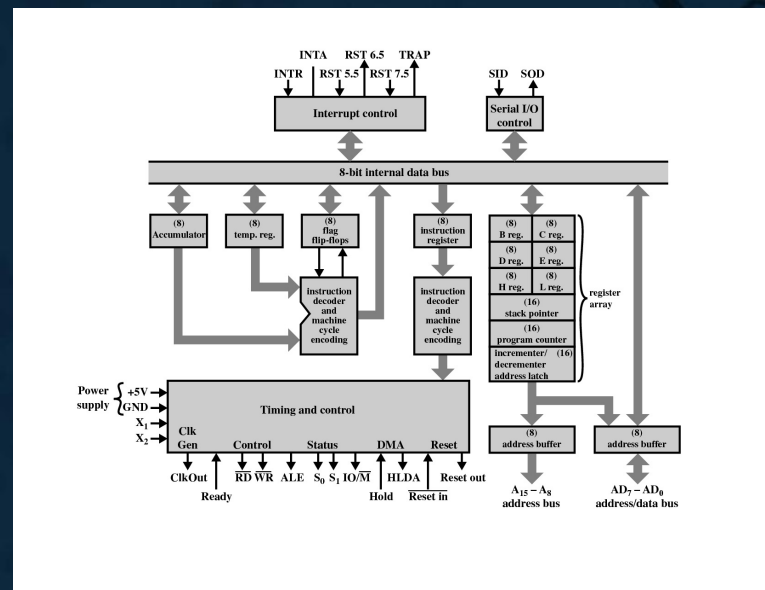 INTA RST 6.5 TRAP
INTR RST 5.5 RST 7.5
SID SOD
Interrupt control
Serial I/O
control
8-bit internal data bus
(8)
Accumulator
(8)
temp. reg.
(8)
flag
flip-flops
(8)
instruction
register
(8)
B reg.
(8)
C reg.
(8)
D reg.
(8)
E reg.
(8)
H reg.
(8)
L reg.
(16)
stack pointer
(16)
program counter
incrementer/ (16)
decrementer
address latch
register
array
instruction
decoder
and
machine
cycle
encoding
instruction
decoder
and
machine
cycle
encoding
Power
supply
+5V
GND
X₁
X₂
Timing and control
Clk
Gen
Control
Status
DMA
Reset
ClkOut
Ready
R̅D̅ W̅R̅
ALE
S₀ S₁ IO/M̅
Hold
HLDA
R̅e̅s̅e̅t̅ i̅n̅
Reset out
(8)
address buffer
(8)
address buffer
A₁₅ – A₈
address bus
AD₇ – AD₀
address/data bus